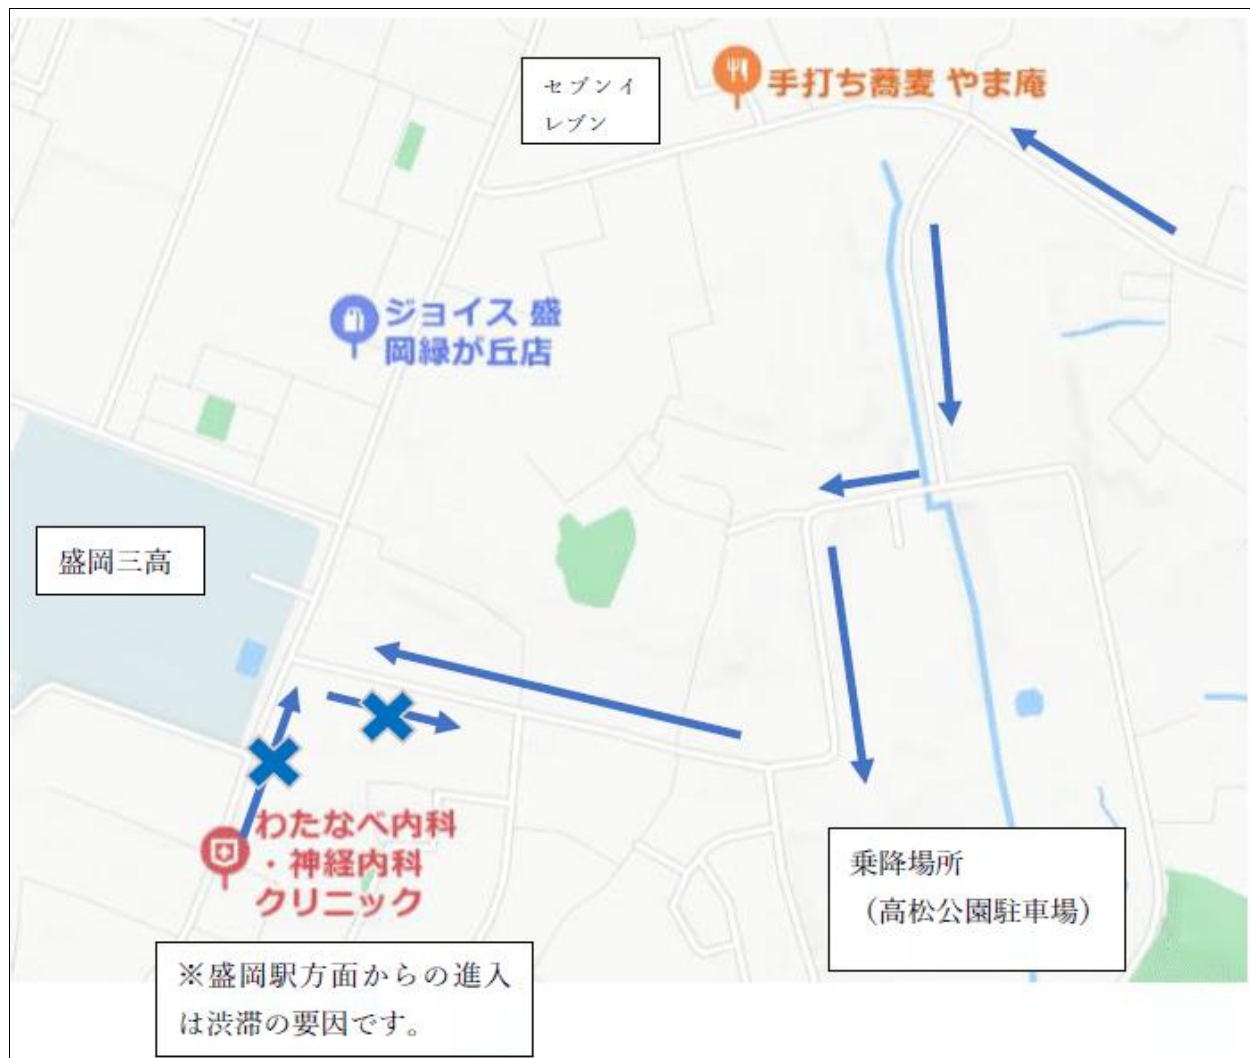 セブンイ
レブン
手打ち蕎麦 やま庵
ジョイス 盛
岡緑が丘店
盛岡三高
わたなべ内科
・神経内科
クリニック
乗降場所
（高松公園駐車場）
※盛岡駅方面からの進入
は渋滞の要因です。